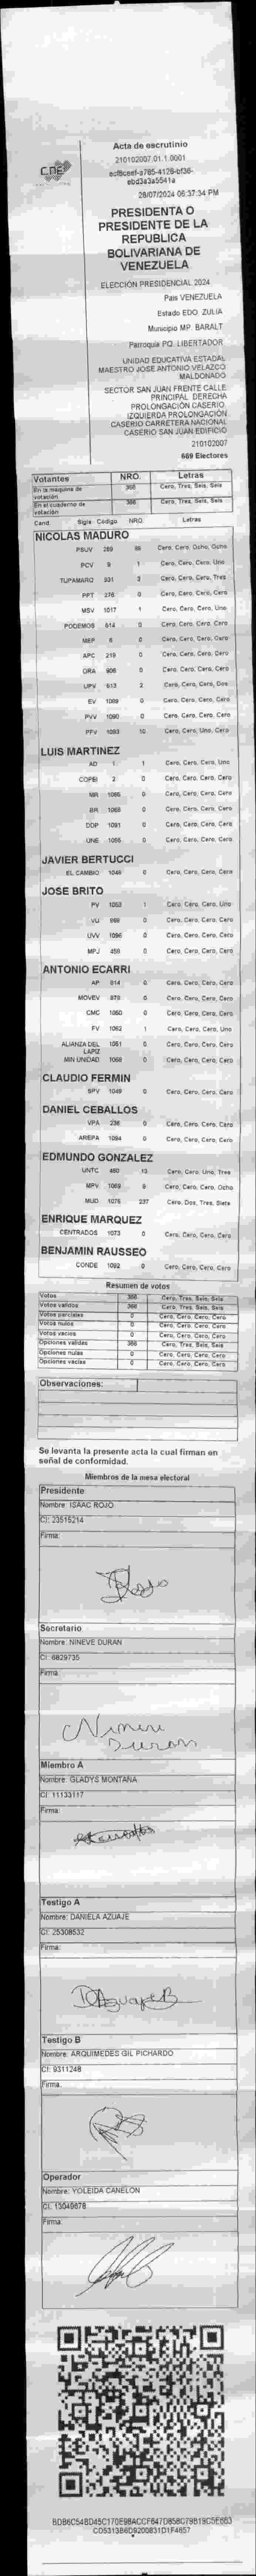 CNE
Acta de escrutinio
210102007.01.1.0001
26/07/2024 06:37:34 PM
PRESIDENTA O
PRESIDENTE DE LA
REPUBLICA
BOLIVARIANA DE
VENEZUELA
ELECCIÓN PRESIDENCIAL 2024
Pais VENEZUELA
Estado EDO. ZULIA
Municipio MP. BARALT
Parroquia PQ. LIBERTADOR
UNIDAD EDUCATIVA ESTADAL
MAESTRO JOSE ANTONIO VELAZCO
MALDONADO
SECTOR SAN JUAN FRENTE CALLE
PRINCIPAL DERECHA
PROLONGACIÓN CASERIO
IZQUIERDA PROLONGACIÓN
CASERIO CARRETERA NACIONAL
CASERIO SAN JUAN EDIFICIO
210102007
669 Electores
Votantes NRO. Letras
En la maquina de votación 366 Cero, Tres, Seis, Seis
En el cuaderno de votación 366 Cero, Tres, Seis, Seis
Cand. Sigla Código NRO. Letras
NICOLAS MADURO
PSUV 289 88 Cero, Cero, Ocho, Ocho
PCV 9 1 Cero, Cero, Cero, Uno
TUPAMARO 331 3 Cero, Cero, Cero, Tres
PPT 276 0 Cero, Cero, Cero, Cero
MSV 1017 1 Cero, Cero, Cero, Uno
PODEMOS 614 0 Cero, Cero, Cero, Cero
MEP 6 0 Cero, Cero, Cero, Cero
APC 219 0 Cero, Cero, Cero, Cero
ORA 906 0 Cero, Cero, Cero, Cero
UPV 613 2 Cero, Cero, Cero, Dos
EV 1089 0 Cero, Cero, Cero, Cero
PVV 1090 0 Cero, Cero, Cero, Cero
PFV 1093 10 Cero, Cero, Uno, Cero
LUIS MARTINEZ
AD 1 1 Cero, Cero, Cero, Uno
COPEI 2 0 Cero, Cero, Cero, Cero
MR 1065 0 Cero, Cero, Cero, Cero
BR 1068 0 Cero, Cero, Cero, Cero
DDP 1091 0 Cero, Cero, Cero, Cero
UNE 1095 0 Cero, Cero, Cero, Cero
JAVIER BERTUCCI
EL CAMBIO 1048 0 Cero, Cero, Cero, Cero
JOSE BRITO
PV 1053 1 Cero, Cero, Cero, Uno
VU 989 0 Cero, Cero, Cero, Cero
UVV 1096 0 Cero, Cero, Cero, Cero
MPJ 458 0 Cero, Cero, Cero, Cero
ANTONIO ECARRI
AP 814 0 Cero, Cero, Cero, Cero
MOVEV 878 0 Cero, Cero, Cero, Cero
CMC 1060 0 Cero, Cero, Cero, Cero
FV 1062 1 Cero, Cero, Cero, Uno
ALIANZA DEL LAPIZ 1051 0 Cero, Cero, Cero, Cero
MIN UNIDAD 1068 0 Cero, Cero, Cero, Cero
CLAUDIO FERMIN
SPV 1049 0 Cero, Cero, Cero, Cero
DANIEL CEBALLOS
VPA 236 0 Cero, Cero, Cero, Cero
AREPA 1094 0 Cero, Cero, Cero, Cero
EDMUNDO GONZALEZ
UNTC 480 13 Cero, Cero, Uno, Tres
MPV 1069 8 Cero, Cero, Cero, Ocho
MUD 1075 237 Cero, Dos, Tres, Siete
ENRIQUE MARQUEZ
CENTRADOS 1073 0 Cero, Cero, Cero, Cero
BENJAMIN RAUSSEO
CONDE 1092 0 Cero, Cero, Cero, Cero
Resumen de votos
Votos 366 Cero, Tres, Seis, Seis
Votos validos 366 Cero, Tres, Seis, Seis
Votos parciales 0 Cero, Cero, Cero, Cero
Votos nulos 0 Cero, Cero, Cero, Cero
Votos vacios 0 Cero, Cero, Cero, Cero
Opciones validas 366 Cero, Tres, Seis, Seis
Opciones nulas 0 Cero, Cero, Cero, Cero
Opciones vacias 0 Cero, Cero, Cero, Cero
Observaciones:
Se levanta la presente acta la cual firman en
señal de conformidad.
Miembros de la mesa electoral
Presidente
Nombre: ISAAC ROJO
CI: 23515214
Firma:
Secretario
Nombre: NINEVE DURAN
CI: 6829735
Firma:
Nineve
Duran
Miembro A
Nombre: GLADYS MONTAÑA
CI: 11133117
Firma:
Testigo A
Nombre: DANIELA AZUAJE
CI: 25308532
Firma:
Testigo B
Nombre: ARQUIMEDES GIL PICHARDO
CI: 9311248
Firma:
Operador
Nombre: YOLEIDA CANELON
CI: 13049678
Firma: